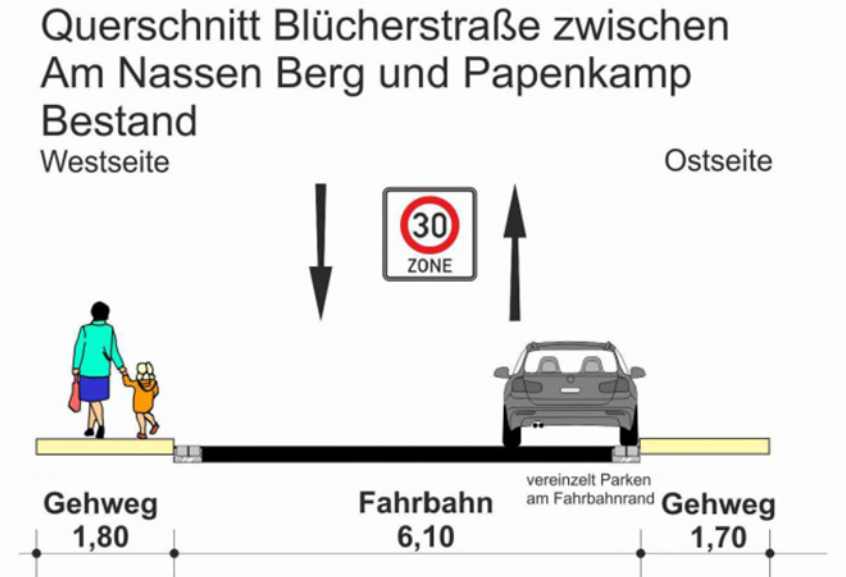 Querschnitt Blücherstraße zwischen
Am Nassen Berg und Papenkamp
Bestand
Westseite
Ostseite
30
ZONE
vereinzelt Parken
am Fahrbahnrand
Gehweg
1,80
Fahrbahn
6,10
Gehweg
1,70